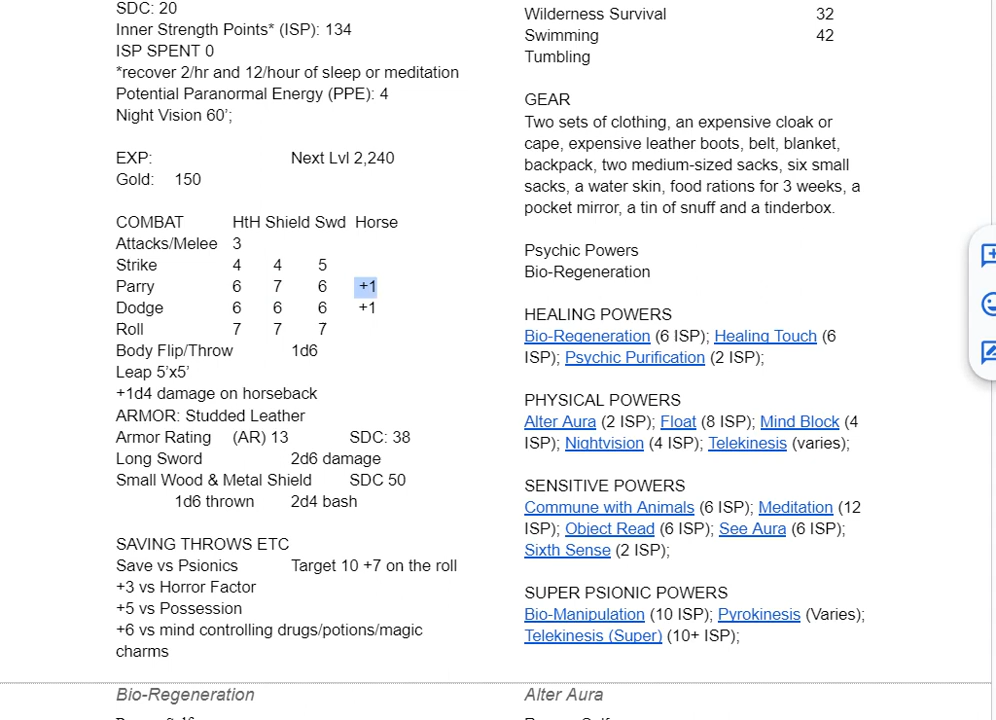 SDC: 20
Inner Strength Points* (ISP): 134
ISP SPENT 0
*recover 2/hr and 12/hour of sleep or meditation
Potential Paranormal Energy (PPE): 4
Night Vision 60’;
EXP: Next Lvl 2,240
Gold: 150
COMBAT HtH Shield Swd Horse
Attacks/Melee 3
Strike 4 4 5
Parry 6 7 6 +1
Dodge 6 6 6 +1
Roll 7 7 7
Body Flip/Throw 1d6
Leap 5’x5’
+1d4 damage on horseback
ARMOR: Studded Leather
Armor Rating (AR) 13 SDC: 38
Long Sword 2d6 damage
Small Wood & Metal Shield SDC 50
1d6 thrown 2d4 bash
SAVING THROWS ETC
Save vs Psionics Target 10 +7 on the roll
+3 vs Horror Factor
+5 vs Possession
+6 vs mind controlling drugs/potions/magic
charms
Bio-Regeneration
Wilderness Survival 32
Swimming 42
Tumbling
GEAR
Two sets of clothing, an expensive cloak or
cape, expensive leather boots, belt, blanket,
backpack, two medium-sized sacks, six small
sacks, a water skin, food rations for 3 weeks, a
pocket mirror, a tin of snuff and a tinderbox.
Psychic Powers
Bio-Regeneration
HEALING POWERS
Bio-Regeneration (6 ISP); Healing Touch (6
ISP); Psychic Purification (2 ISP);
PHYSICAL POWERS
Alter Aura (2 ISP); Float (8 ISP); Mind Block (4
ISP); Nightvision (4 ISP); Telekinesis (varies);
SENSITIVE POWERS
Commune with Animals (6 ISP); Meditation (12
ISP); Object Read (6 ISP); See Aura (6 ISP);
Sixth Sense (2 ISP);
SUPER PSIONIC POWERS
Bio-Manipulation (10 ISP); Pyrokinesis (Varies);
Telekinesis (Super) (10+ ISP);
Alter Aura